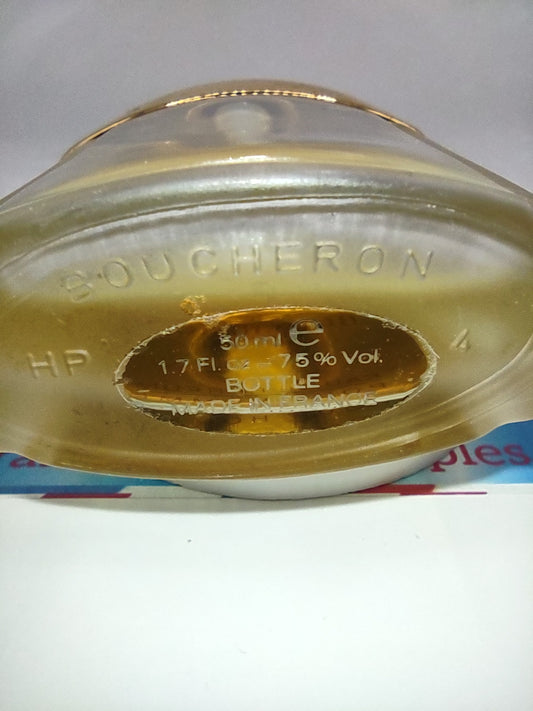 BOUCHERON
HP 4
50 ml e
1.7 Fl. oz – 75% Vol.
BOTTLE
MADE IN FRANCE
ples